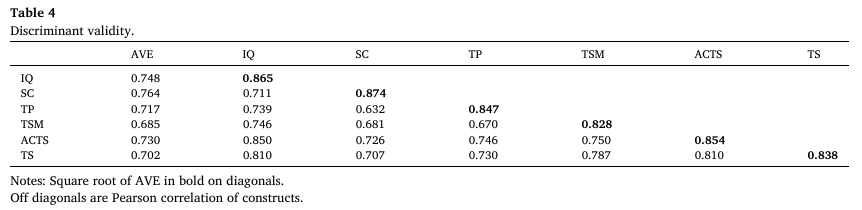 Table 4
Discriminant validity.
AVE IQ SC TP TSM ACTS TS
IQ 0.748 0.865
SC 0.764 0.711 0.874
TP 0.717 0.739 0.632 0.847
TSM 0.685 0.746 0.681 0.670 0.828
ACTS 0.730 0.850 0.726 0.746 0.750 0.854
TS 0.702 0.810 0.707 0.730 0.787 0.810 0.838
Notes: Square root of AVE in bold on diagonals.
Off diagonals are Pearson correlation of constructs.